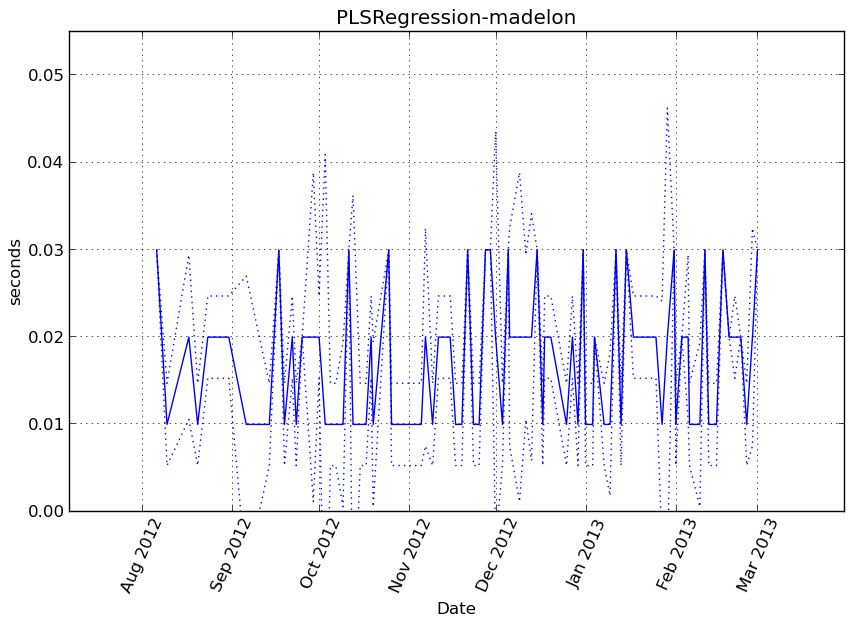 PLSRegression-madelon
0.05
0.04
0.03
0.02
0.01
0.00
seconds
Aug 2012
Sep 2012
Oct 2012
Nov 2012
Dec 2012
Jan 2013
Feb 2013
Mar 2013
Date